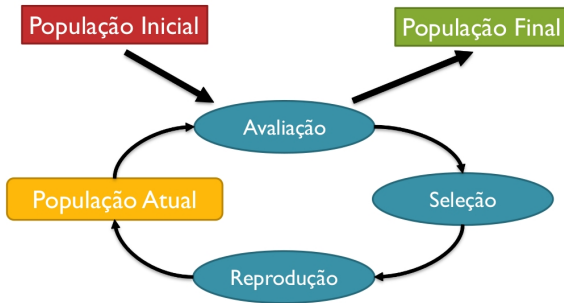 População Inicial
População Final
Avaliação
População Atual
Seleção
Reprodução